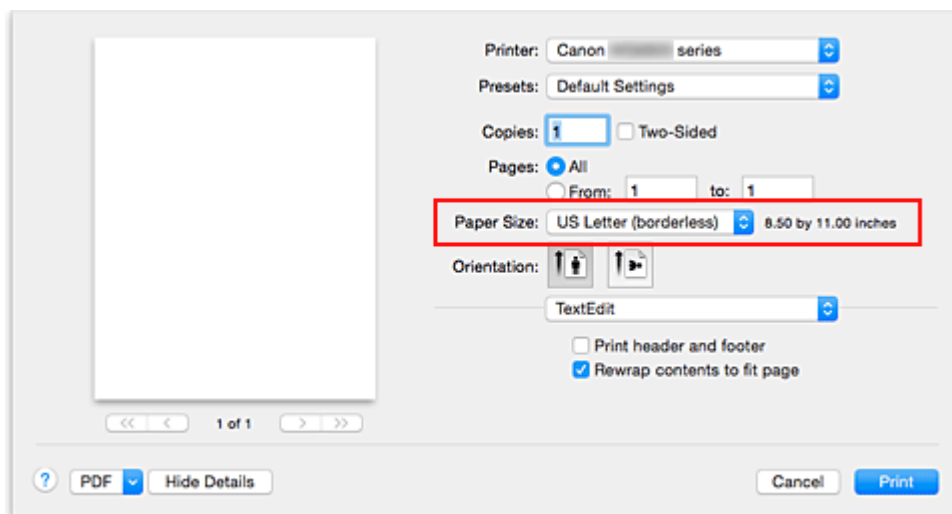 Printer: Canon series
Presets: Default Settings
Copies: 1 Two-Sided
Pages: All
From: 1 to: 1
Paper Size: US Letter (borderless) 8.50 by 11.00 inches
Orientation:
TextEdit
Print header and footer
Rewrap contents to fit page
<< < 1 of 1 > >>
? PDF Hide Details Cancel Print